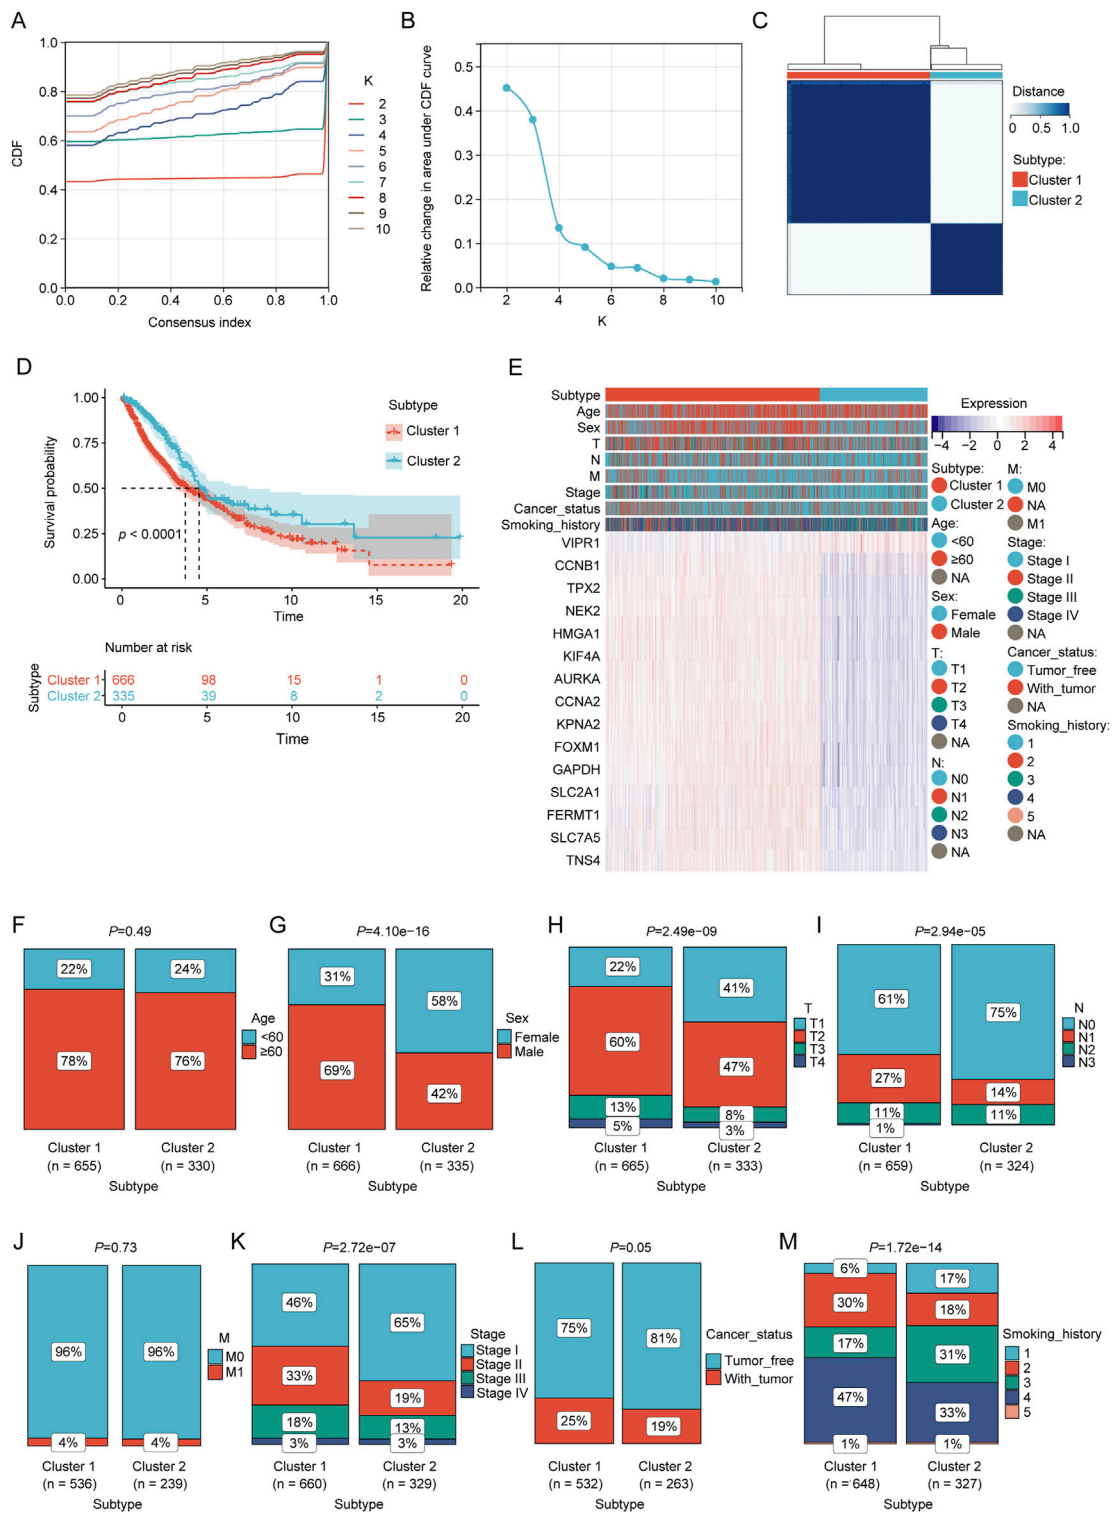 A
1.0
0.8
0.6
0.4
0.2
0.0
CDF
0.0 0.2 0.4 0.6 0.8 1.0
Consensus index
K
2
3
4
5
6
7
8
9
10
B
0.5
0.4
0.3
0.2
0.1
0.0
Relative change in area under CDF curve
2 4 6 8 10
K
C
Distance
0 0.5 1.0
Subtype:
Cluster 1
Cluster 2
D
1.00
0.75
0.50
0.25
0.00
Survival probability
p < 0.0001
Subtype
Cluster 1
Cluster 2
0 5 10 15 20
Time
Number at risk
Subtype
Cluster 1 666 98 15 1 0
Cluster 2 335 39 8 2 0
0 5 10 15 20
Time
E
Subtype
Age
Sex
T
N
M
Stage
Cancer_status
Smoking_history
VIPR1
CCNB1
TPX2
NEK2
HMGA1
KIF4A
AURKA
CCNA2
KPNA2
FOXM1
GAPDH
SLC2A1
FERMT1
SLC7A5
TNS4
Expression
−4 −2 0 2 4
Subtype:
Cluster 1
Cluster 2
Age:
<60
≥60
NA
Sex:
Female
Male
T:
T1
T2
T3
T4
NA
N:
N0
N1
N2
N3
NA
M:
M0
NA
M1
Stage:
Stage I
Stage II
Stage III
Stage IV
NA
Cancer_status:
Tumor_free
With_tumor
NA
Smoking_history:
1
2
3
4
5
NA
F
P=0.49
22% 24%
78% 76%
Age
<60
≥60
Cluster 1 Cluster 2
(n = 655) (n = 330)
Subtype
G
P=4.10e−16
31% 58%
69% 42%
Sex
Female
Male
Cluster 1 Cluster 2
(n = 666) (n = 335)
Subtype
H
P=2.49e−09
22% 41%
60% 47%
13% 8%
5% 3%
T
T1
T2
T3
T4
Cluster 1 Cluster 2
(n = 665) (n = 333)
Subtype
I
P=2.94e−05
61% 75%
27% 14%
11% 11%
1%
N
N0
N1
N2
N3
Cluster 1 Cluster 2
(n = 659) (n = 324)
Subtype
J
P=0.73
96% 96%
4% 4%
M
M0
M1
Cluster 1 Cluster 2
(n = 536) (n = 239)
Subtype
K
P=2.72e−07
46% 65%
33% 19%
18% 13%
3% 3%
Stage
Stage I
Stage II
Stage III
Stage IV
Cluster 1 Cluster 2
(n = 660) (n = 329)
Subtype
L
P=0.05
75% 81%
25% 19%
Cancer_status
Tumor_free
With_tumor
Cluster 1 Cluster 2
(n = 532) (n = 263)
Subtype
M
P=1.72e−14
6% 17%
30% 18%
17% 31%
47% 33%
1% 1%
Smoking_history
1
2
3
4
5
Cluster 1 Cluster 2
(n = 648) (n = 327)
Subtype